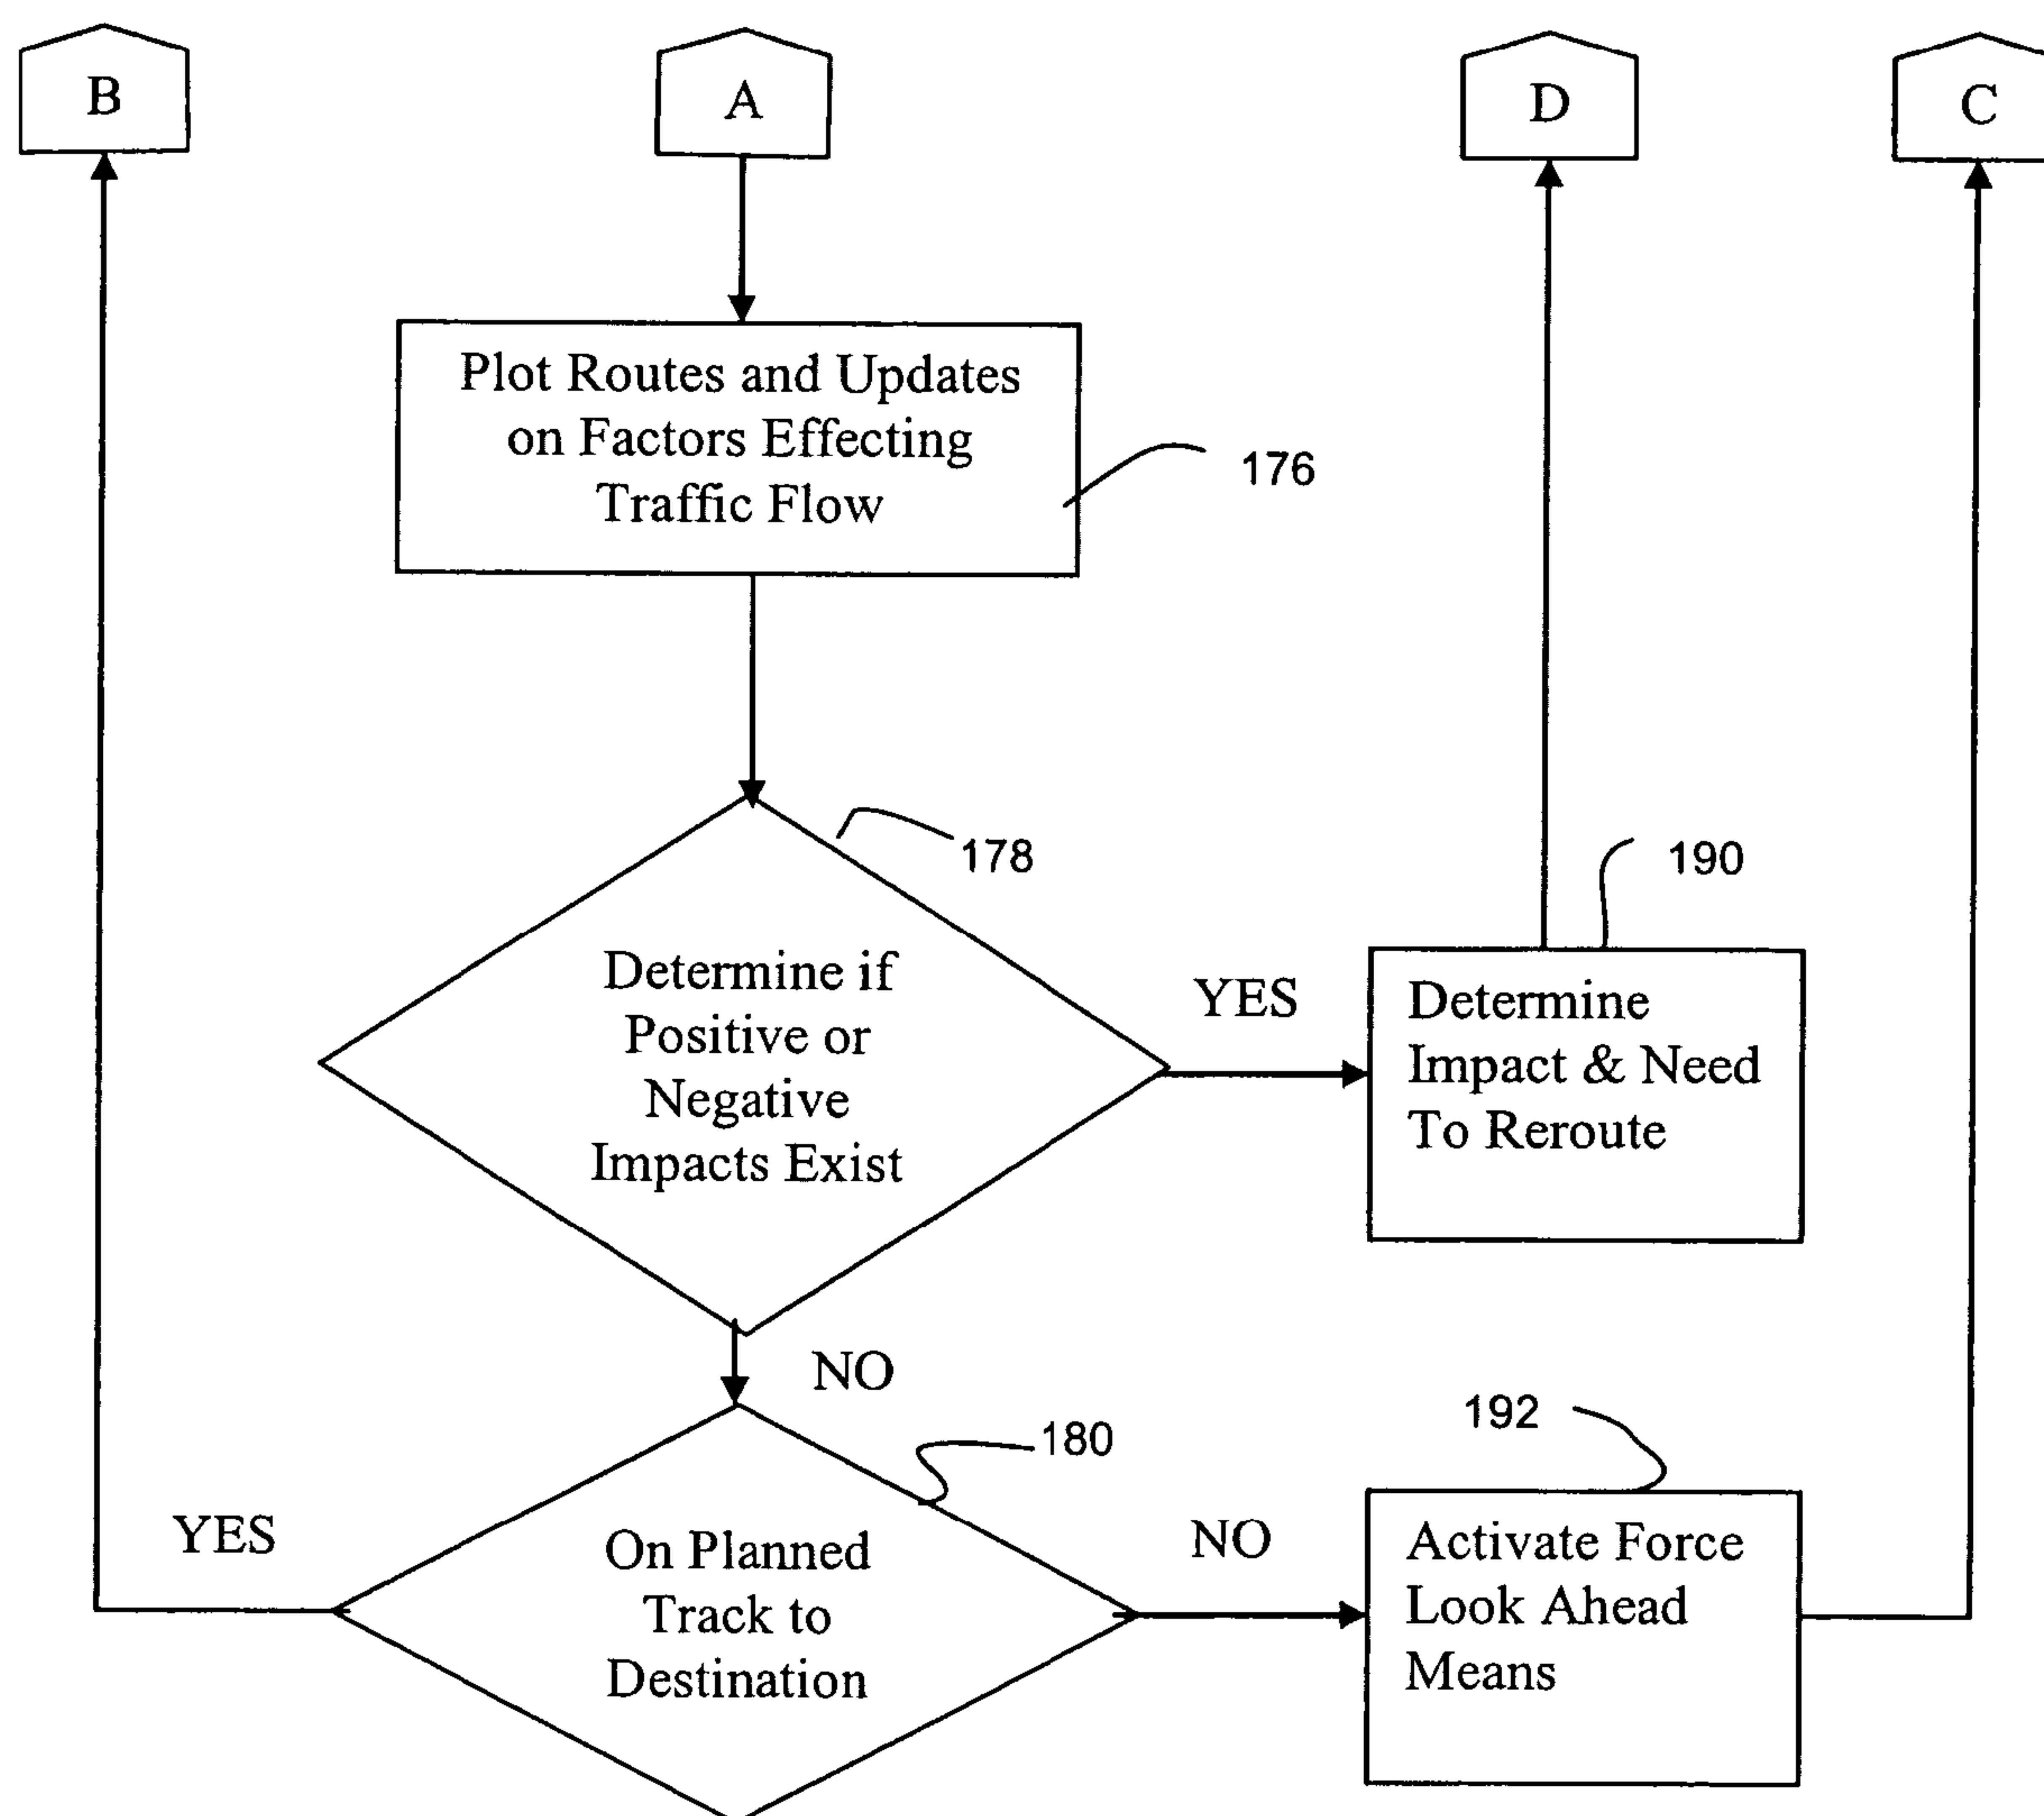 B
A
D
C
Plot Routes and Updates
on Factors Effecting
Traffic Flow
176
178
190
Determine if
Positive or
Negative
Impacts Exist
YES
Determine
Impact & Need
To Reroute
NO
180
192
YES
On Planned
Track to
Destination
NO
Activate Force
Look Ahead
Means